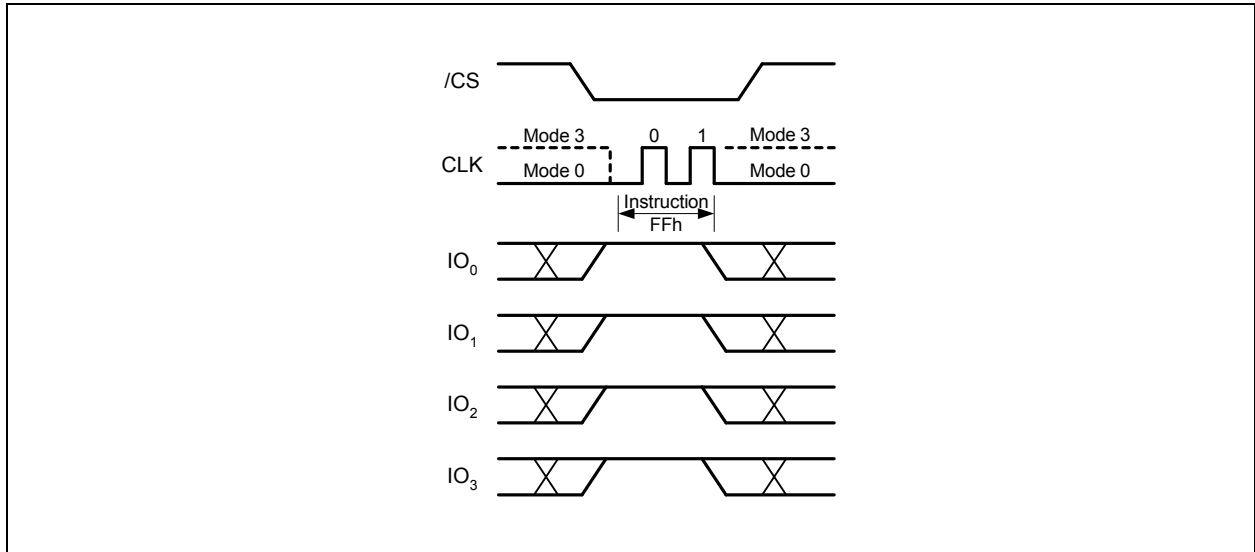 /CS
Mode 3 0 1 Mode 3
CLK
Mode 0 Mode 0
Instruction
FFh
IO0
IO1
IO2
IO3